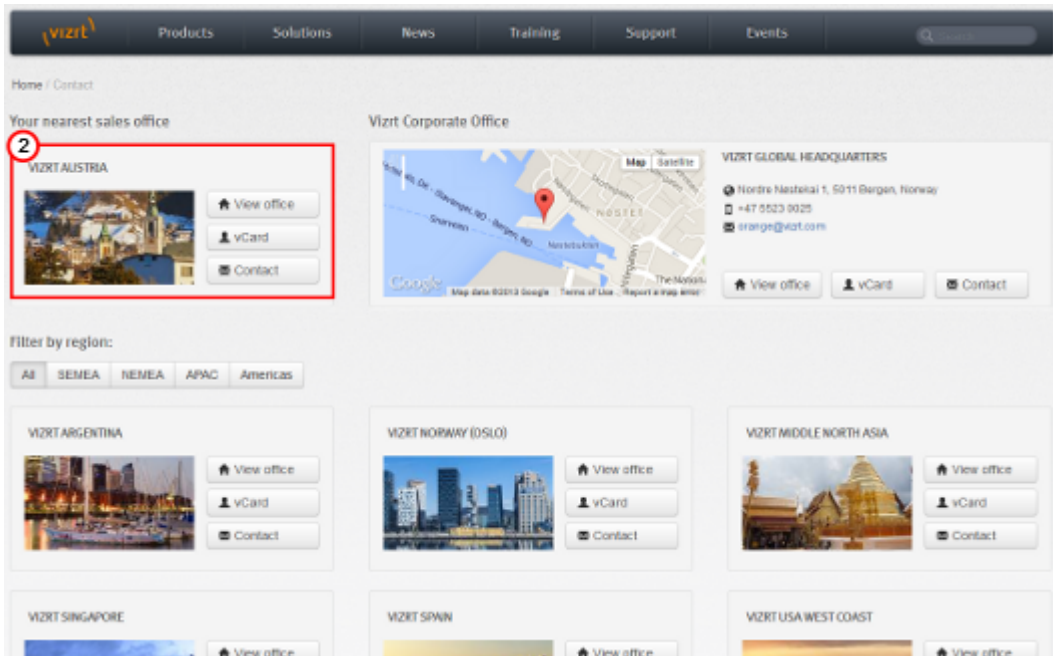 vizrt
Products
Solutions
News
Training
Support
Events
Search
Home / Contact
Your nearest sales office
Vizrt Corporate Office
2
VIZRT AUSTRIA
View office
vCard
Contact
Map
Satellite
NØSTET
Nøstebukten
Google
Map data ©2013 Google
Terms of Use
Report a map error
VIZRT GLOBAL HEADQUARTERS
Nordre Nøstekai 1, 5011 Bergen, Norway
+47 5523 0025
orange@vizrt.com
View office
vCard
Contact
Filter by region:
All
SEMEA
NEMEA
APAC
Americas
VIZRT ARGENTINA
View office
vCard
Contact
VIZRT NORWAY (OSLO)
View office
vCard
Contact
VIZRT MIDDLE NORTH ASIA
View office
vCard
Contact
VIZRT SINGAPORE
View office
VIZRT SPAIN
View office
VIZRT USA WEST COAST
View office